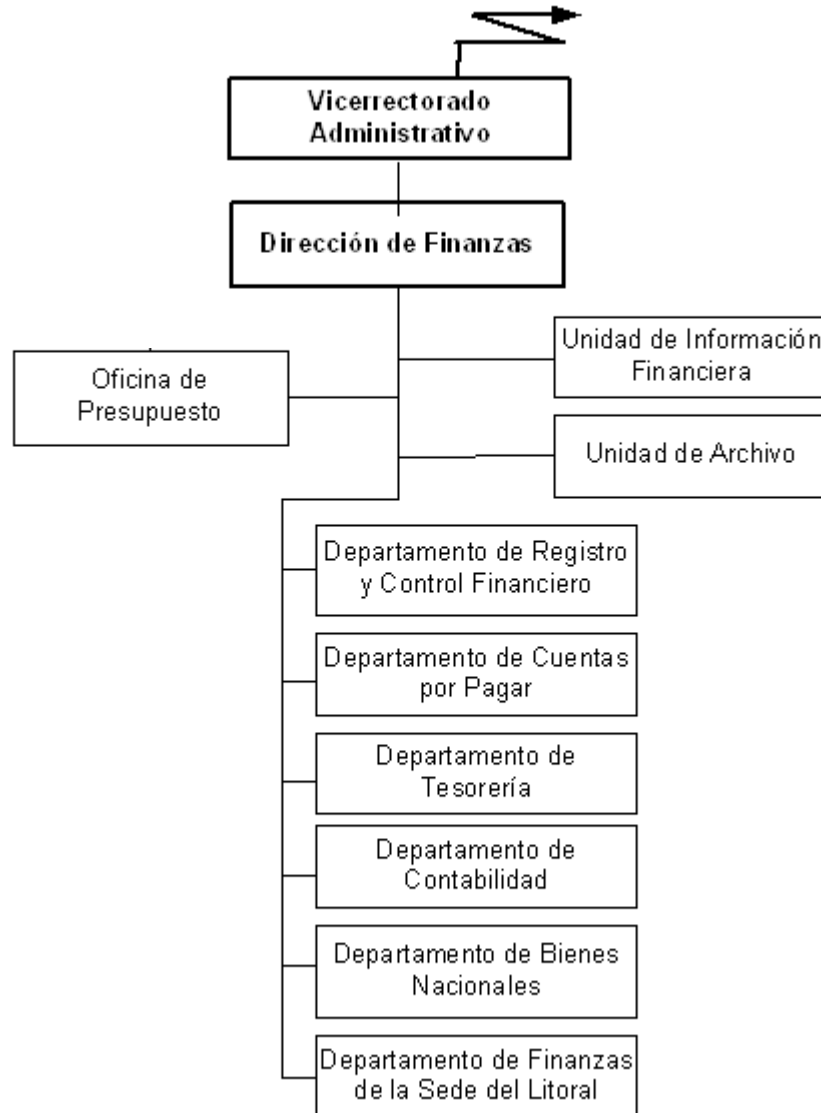 Vicerrectorado
Administrativo
Dirección de Finanzas
Unidad de Información
Financiera
Oficina de
Presupuesto
Unidad de Archivo
Departamento de Registro
y Control Financiero
Departamento de Cuentas
por Pagar
Departamento de
Tesorería
Departamento de
Contabilidad
Departamento de Bienes
Nacionales
Departamento de Finanzas
de la Sede del Litoral